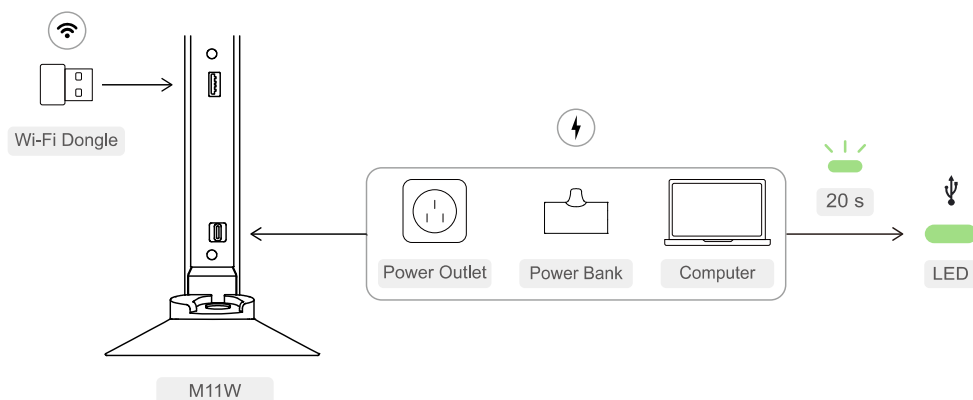 Wi-Fi Dongle
20 s
Power Outlet
Power Bank
Computer
LED
M11W